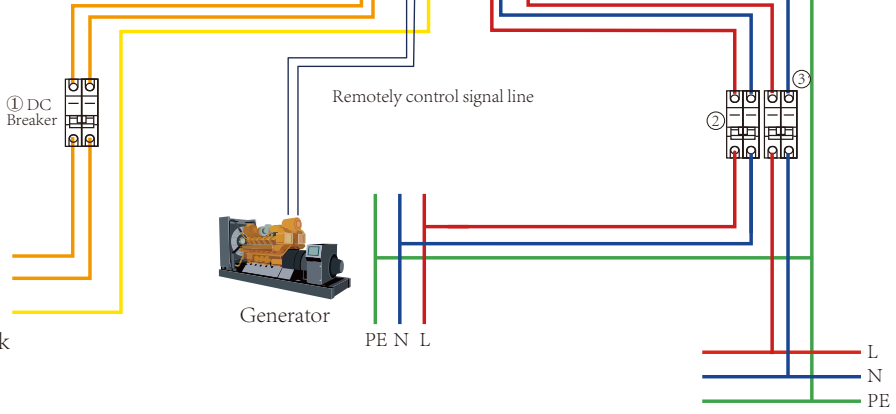 ① DC
Breaker
Remotely control signal line
②
③
Generator
k
PE N L
L
N
PE